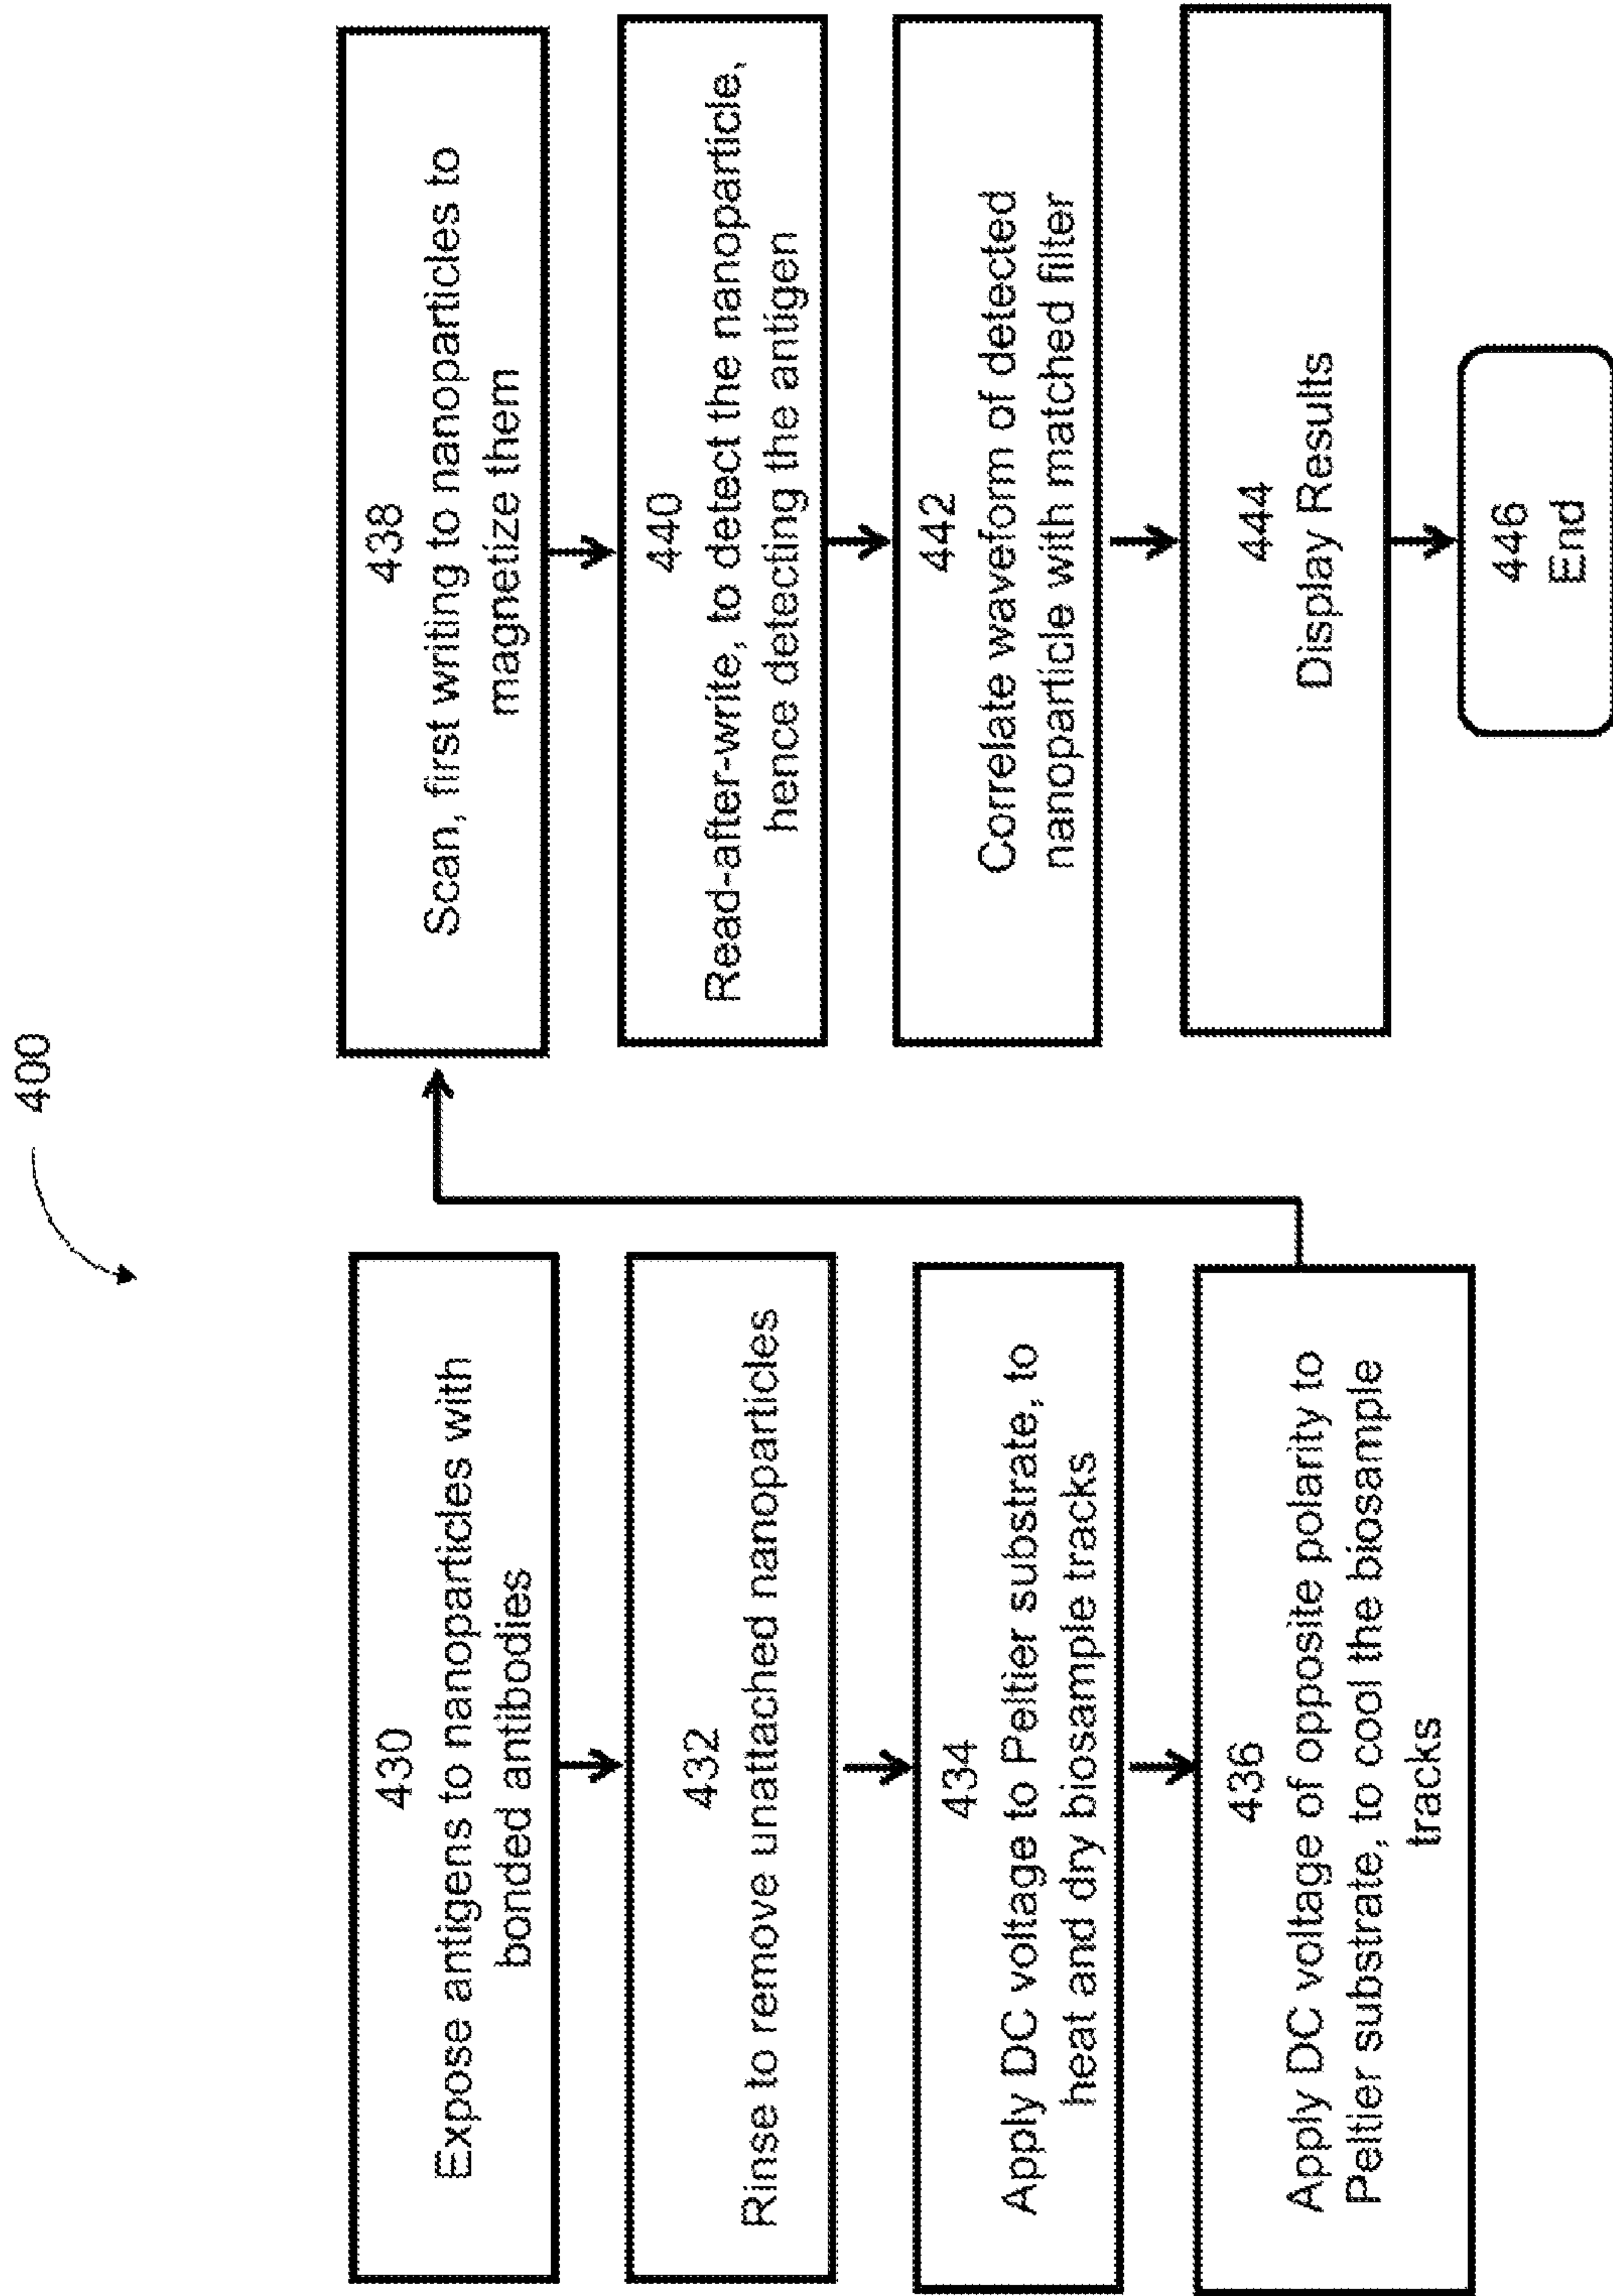 400
430
Expose antigens to nanoparticles with
bonded antibodies
432
Rinse to remove unattached nanoparticles
434
Apply DC voltage to Peltier substrate, to
heat and dry biosample tracks
436
Apply DC voltage of opposite polarity to
Peltier substrate, to cool the biosample
tracks
438
Scan, first writing to nanoparticles to
magnetize them
440
Read-after-write, to detect the nanoparticle,
hence detecting the antigen
442
Correlate waveform of detected
nanoparticle with matched filter
444
Display Results
446
End